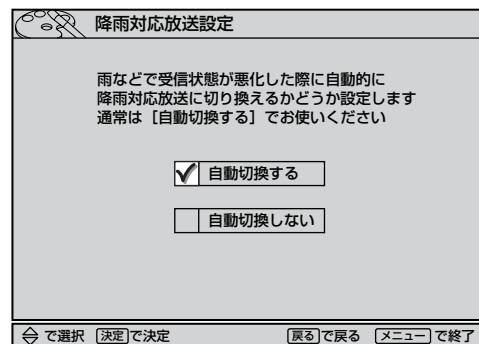 降雨対応放送設定
雨などで受信状態が悪化した際に自動的に
降雨対応放送に切り換えるかどうか設定します
通常は［自動切換する］でお使いください
自動切換する
自動切換しない
で選択 決定で決定 戻るで戻る メニューで終了